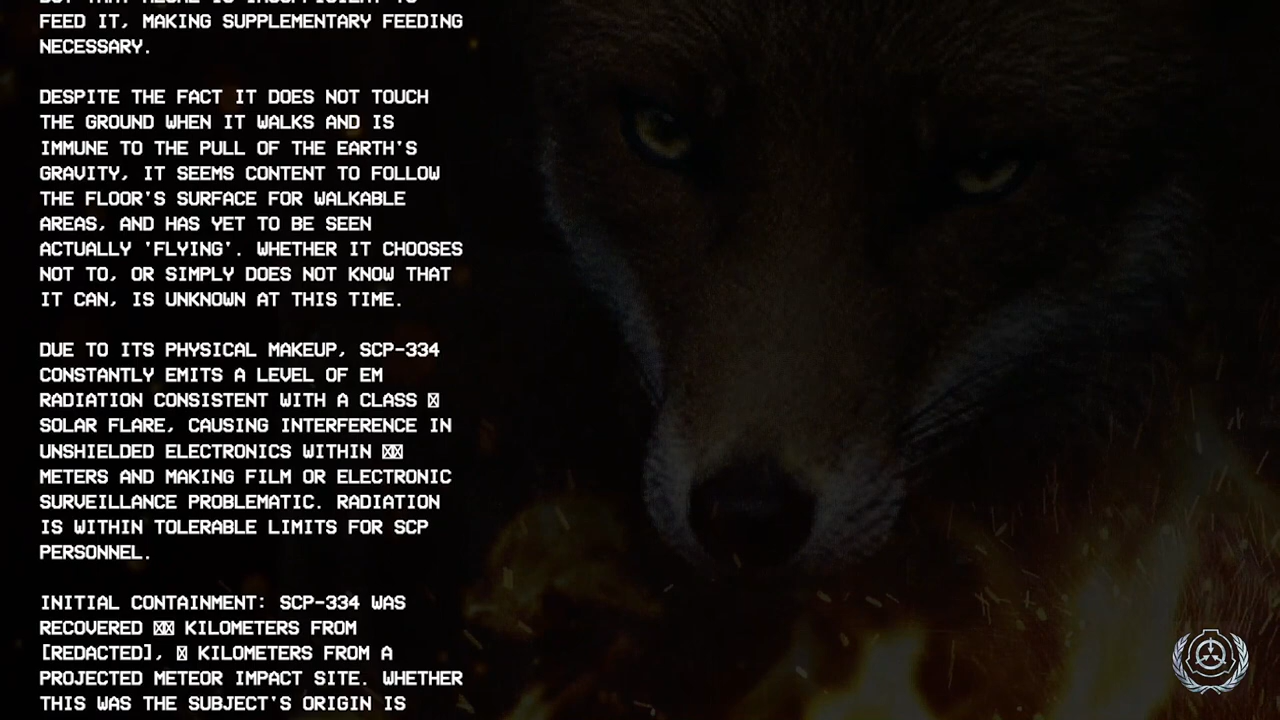 FEED IT, MAKING SUPPLEMENTARY FEEDING
NECESSARY.
DESPITE THE FACT IT DOES NOT TOUCH
THE GROUND WHEN IT WALKS AND IS
IMMUNE TO THE PULL OF THE EARTH'S
GRAVITY, IT SEEMS CONTENT TO FOLLOW
THE FLOOR'S SURFACE FOR WALKABLE
AREAS, AND HAS YET TO BE SEEN
ACTUALLY 'FLYING'. WHETHER IT CHOOSES
NOT TO, OR SIMPLY DOES NOT KNOW THAT
IT CAN, IS UNKNOWN AT THIS TIME.
DUE TO ITS PHYSICAL MAKEUP, SCP-334
CONSTANTLY EMITS A LEVEL OF EM
RADIATION CONSISTENT WITH A CLASS
SOLAR FLARE, CAUSING INTERFERENCE IN
UNSHIELDED ELECTRONICS WITHIN
METERS AND MAKING FILM OR ELECTRONIC
SURVEILLANCE PROBLEMATIC. RADIATION
IS WITHIN TOLERABLE LIMITS FOR SCP
PERSONNEL.
INITIAL CONTAINMENT: SCP-334 WAS
RECOVERED KILOMETERS FROM
[REDACTED], KILOMETERS FROM A
PROJECTED METEOR IMPACT SITE. WHETHER
THIS WAS THE SUBJECT'S ORIGIN IS